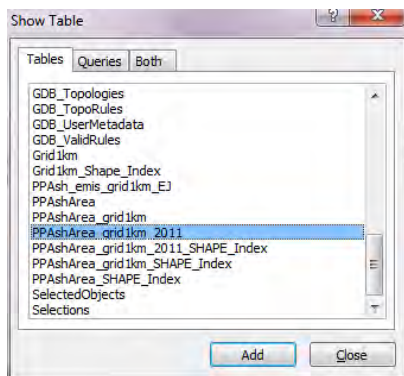 Show Table
Tables Queries Both
GDB_Topologies
GDB_TopoRules
GDB_UserMetadata
GDB_ValidRules
Grid1km
Grid1km_Shape_Index
PPAsh_emis_grid1km_EJ
PPAshArea
PPAshArea_grid1km
PPAshArea_grid1km_2011
PPAshArea_grid1km_2011_SHAPE_Index
PPAshArea_grid1km_SHAPE_Index
PPAshArea_SHAPE_Index
SelectedObjects
Selections
Add Close